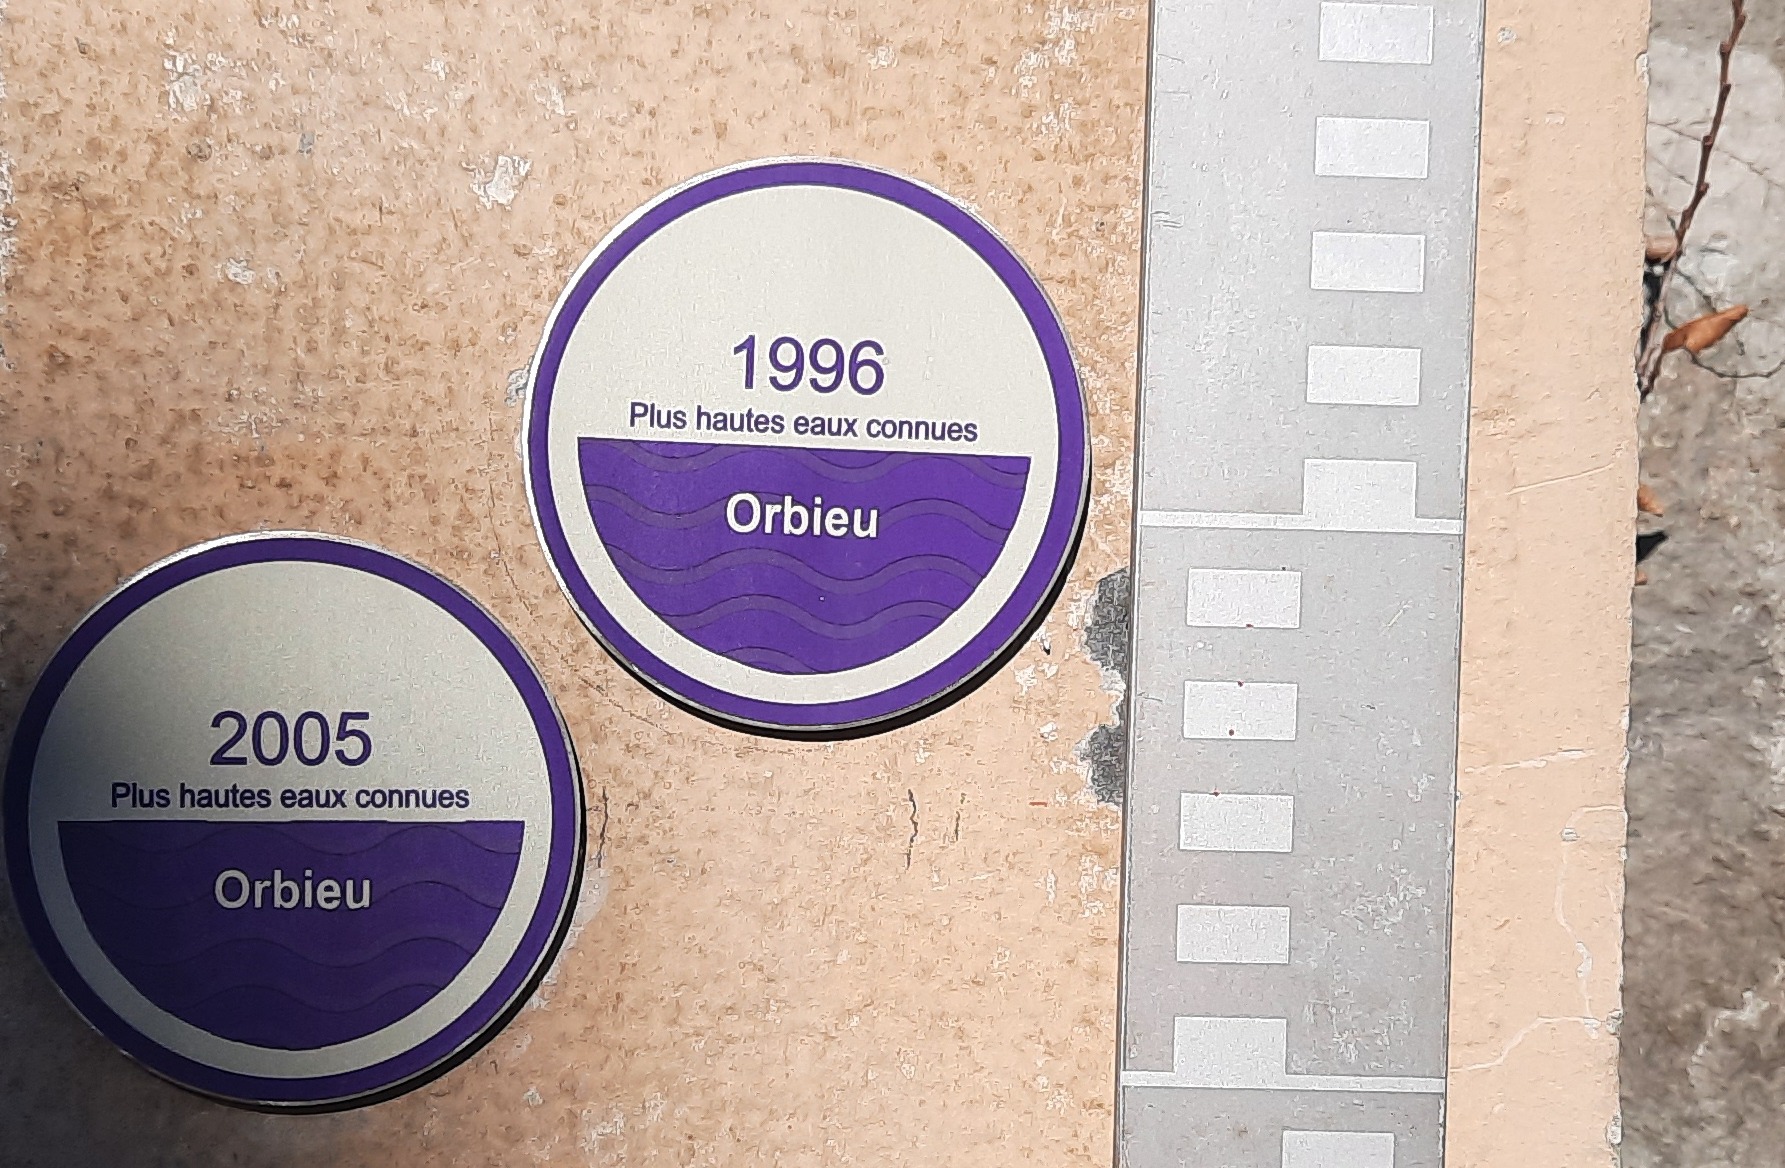 1996
Plus hautes eaux connues
Orbieu
2005
Plus hautes eaux connues
Orbieu